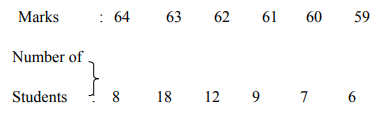 Marks : 64 63 62 61 60 59
Number of
Students : 8 18 12 9 7 6